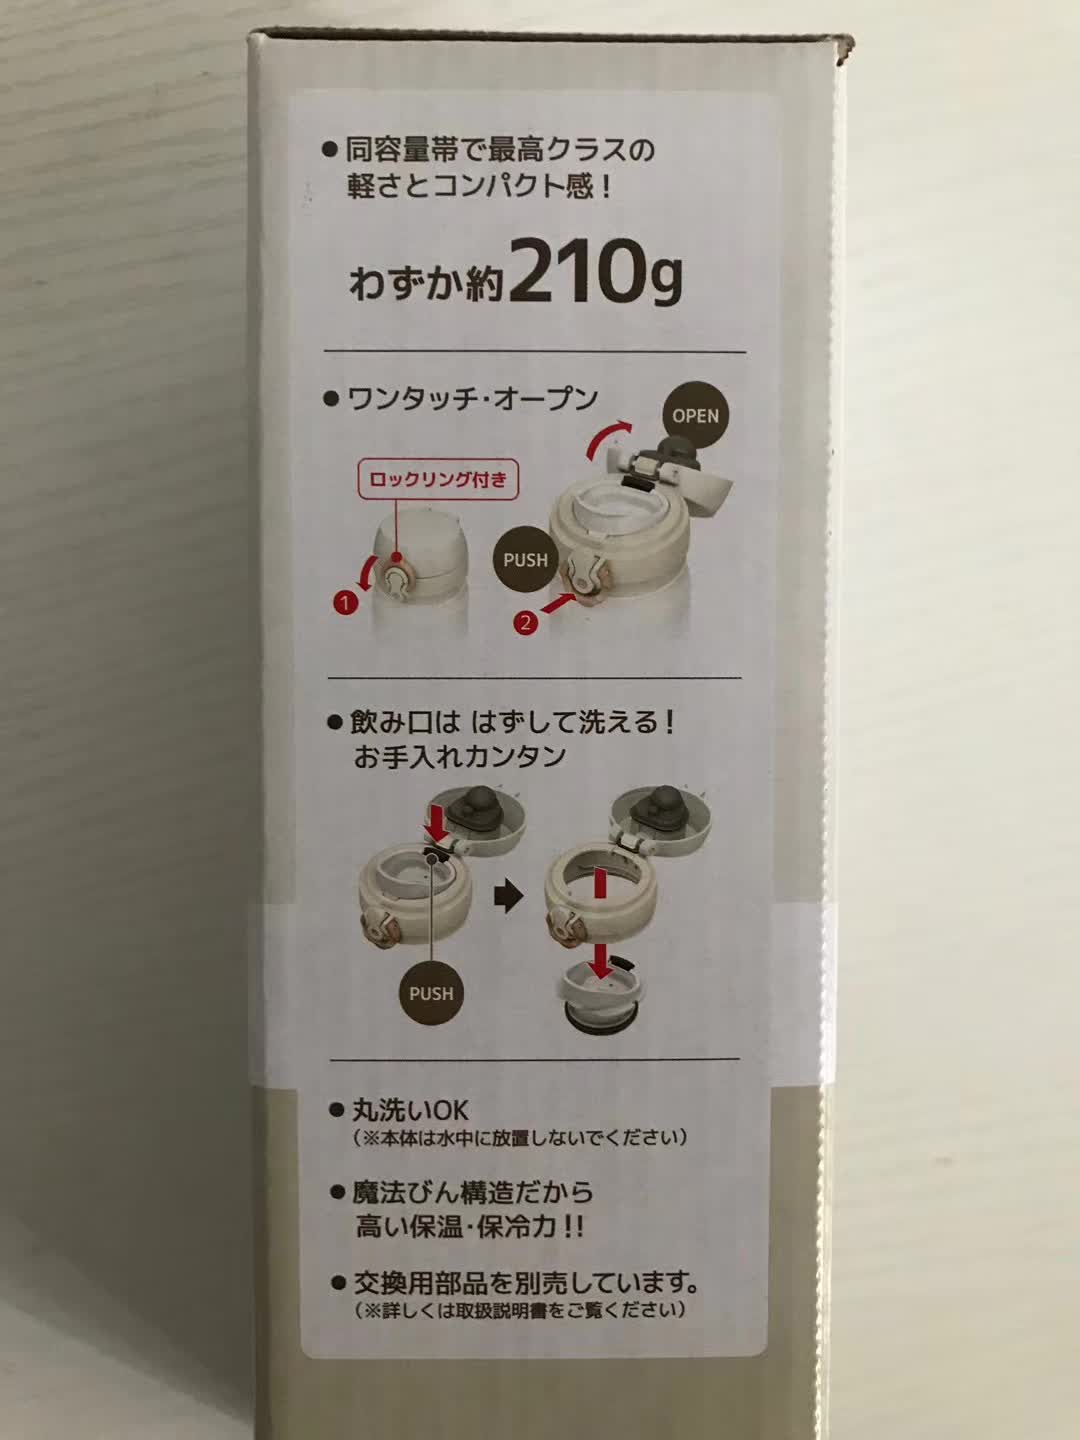 ●同容量帯で最高クラスの
軽さとコンパクト感！
わずか約210g
●ワンタッチ・オープン
OPEN
ロックリング付き
PUSH
1
2
●飲み口は はずして洗える！
お手入れカンタン
PUSH
●丸洗いOK
（※本体は水中に放置しないでください）
●魔法びん構造だから
高い保温・保冷力！！
●交換用部品を別売しています。
（※詳しくは取扱説明書をご覧ください）